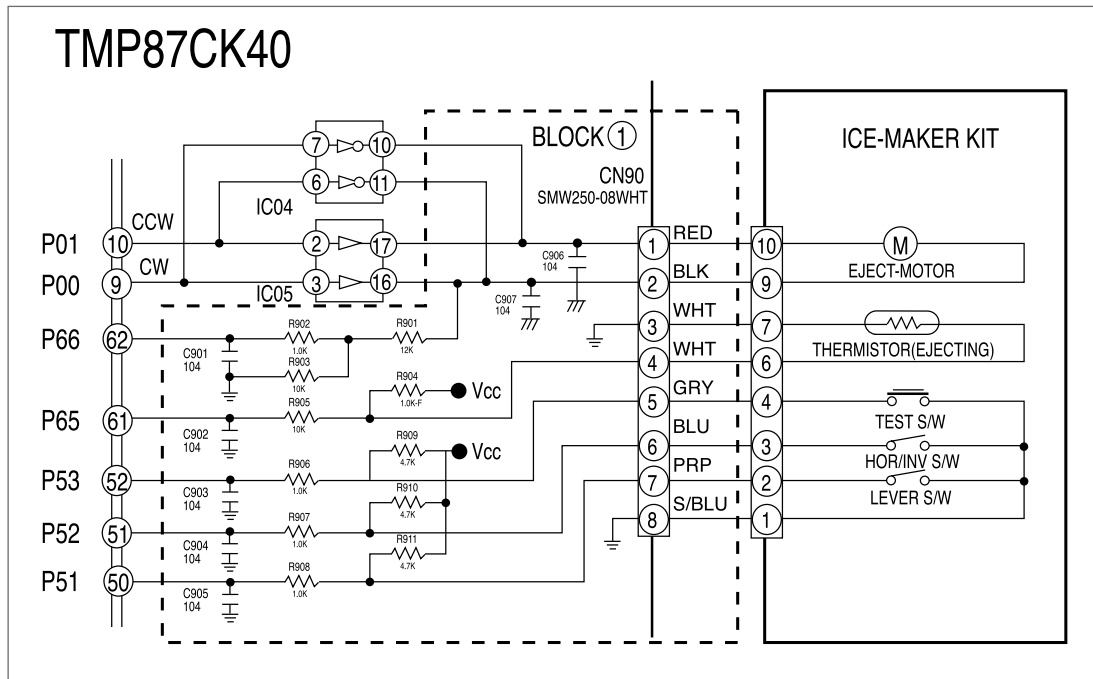 TMP87CK40
BLOCK 1
CN90
SMW250-08WHT
ICE-MAKER KIT
7 10
6 11
IC04
CCW
P01 10
2 17
CW
P00 9
3 16
IC05
C906
104
C907
104
1 RED 10
M
EJECT-MOTOR
2 BLK 9
3 WHT 7
THERMISTOR(EJECTING)
4 WHT 6
5 GRY 4
TEST S/W
6 BLU 3
HOR/INV S/W
7 PRP 2
LEVER S/W
8 S/BLU 1
P66 62
C901
104
R902
1.0K
R901
12K
R903
10K
R904
1.0K-F
Vcc
P65 61
C902
104
R905
10K
R909
4.7K
Vcc
P53 52
C903
104
R906
1.0K
R910
4.7K
P52 51
C904
104
R907
1.0K
R911
4.7K
P51 50
C905
104
R908
1.0K